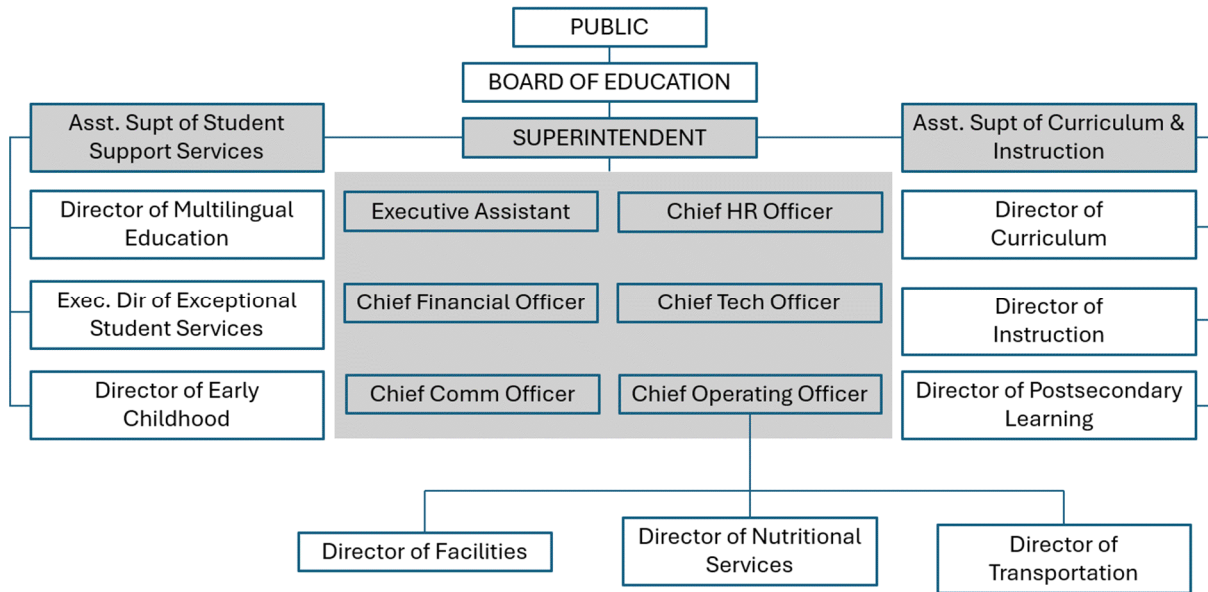 PUBLIC
BOARD OF EDUCATION
SUPERINTENDENT
Asst. Supt of Student
Support Services
Asst. Supt of Curriculum &
Instruction
Director of Multilingual
Education
Exec. Dir of Exceptional
Student Services
Director of Early
Childhood
Executive Assistant
Chief HR Officer
Chief Financial Officer
Chief Tech Officer
Chief Comm Officer
Chief Operating Officer
Director of
Curriculum
Director of
Instruction
Director of Postsecondary
Learning
Director of Facilities
Director of Nutritional
Services
Director of
Transportation